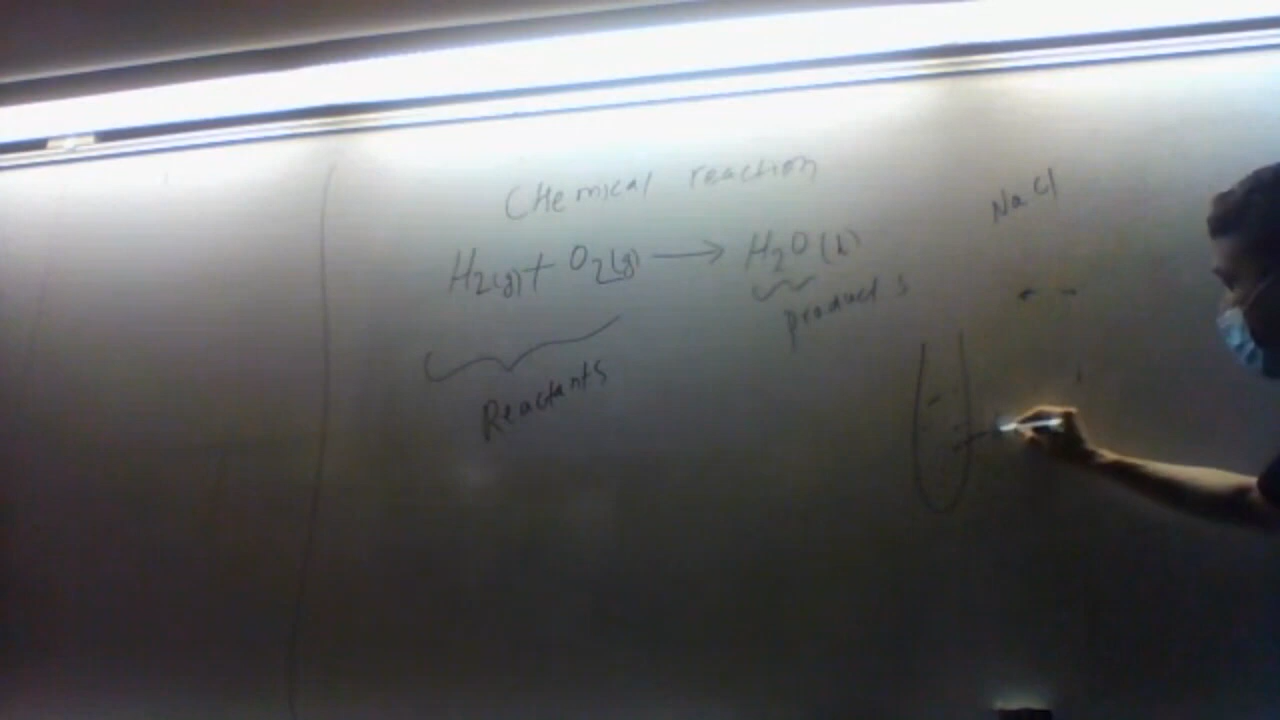 CHemical reaction
H2(g) + O2(g) → H2O(l)
Reactants
products
NaCl